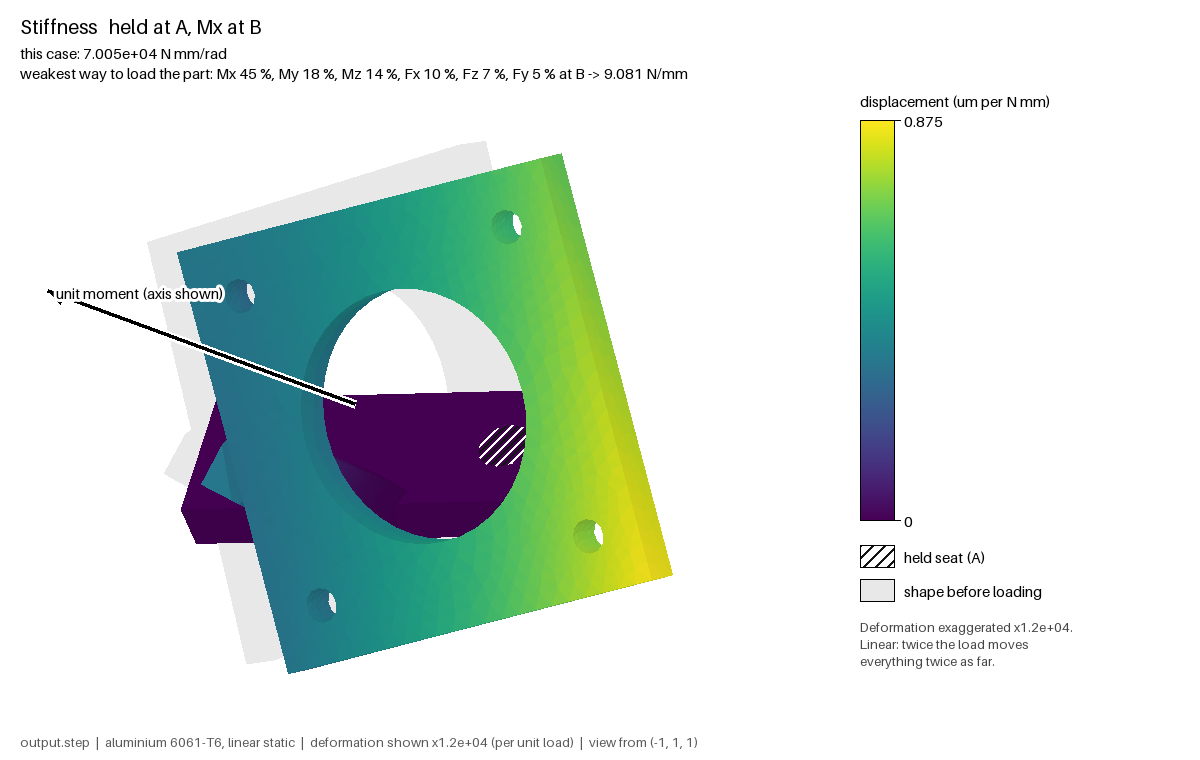 Stiffness held at A, Mx at B
this case: 7.005e+04 N mm/rad
weakest way to load the part: Mx 45 %, My 18 %, Mz 14 %, Fx 10 %, Fz 7 %, Fy 5 % at B -> 9.081 N/mm
displacement (um per N mm)
0.875
unit moment (axis shown)
0
held seat (A)
shape before loading
Deformation exaggerated x1.2e+04.
Linear: twice the load moves
everything twice as far.
output.step | aluminium 6061-T6, linear static | deformation shown x1.2e+04 (per unit load) | view from (-1, 1, 1)